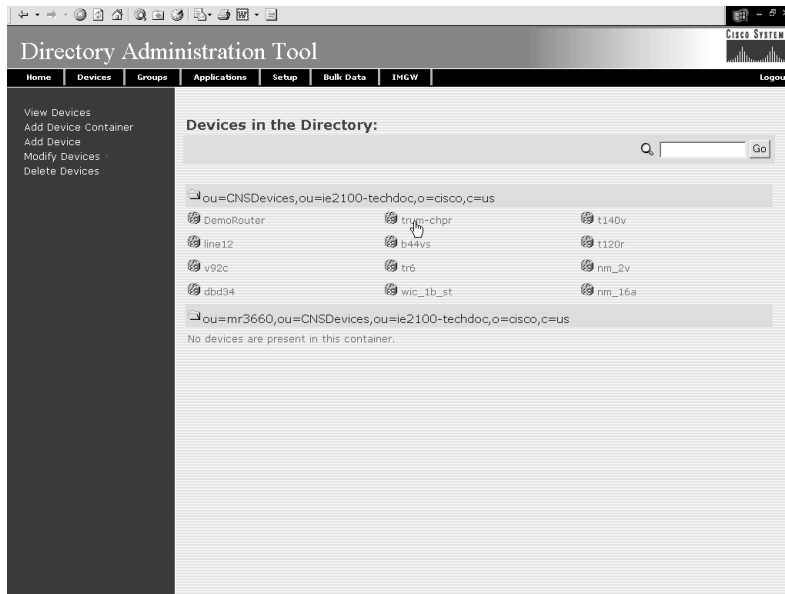 CISCO SYSTEM
Directory Administration Tool
Home Devices Groups Applications Setup Bulk Data IMGW Logou
View Devices
Add Device Container
Add Device
Modify Devices
Delete Devices
Devices in the Directory:
Go
ou=CNSDevices,ou=ie2100-techdoc,o=cisco,c=us
DemoRouter trum-chpr t140v
line12 b44vs t120r
v92c tr6 nm_2v
dbd34 wic_1b_st nm_16a
ou=mr3660,ou=CNSDevices,ou=ie2100-techdoc,o=cisco,c=us
No devices are present in this container.